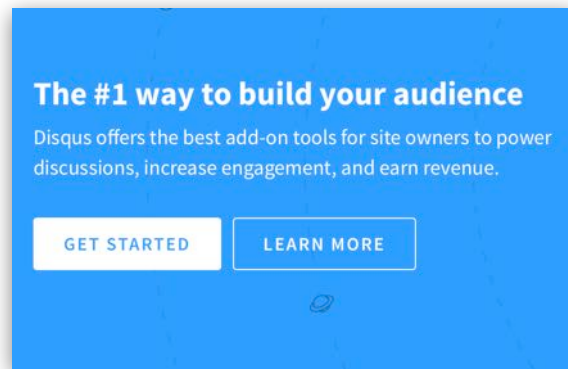 The #1 way to build your audience
Disqus offers the best add-on tools for site owners to power
discussions, increase engagement, and earn revenue.
GET STARTED
LEARN MORE